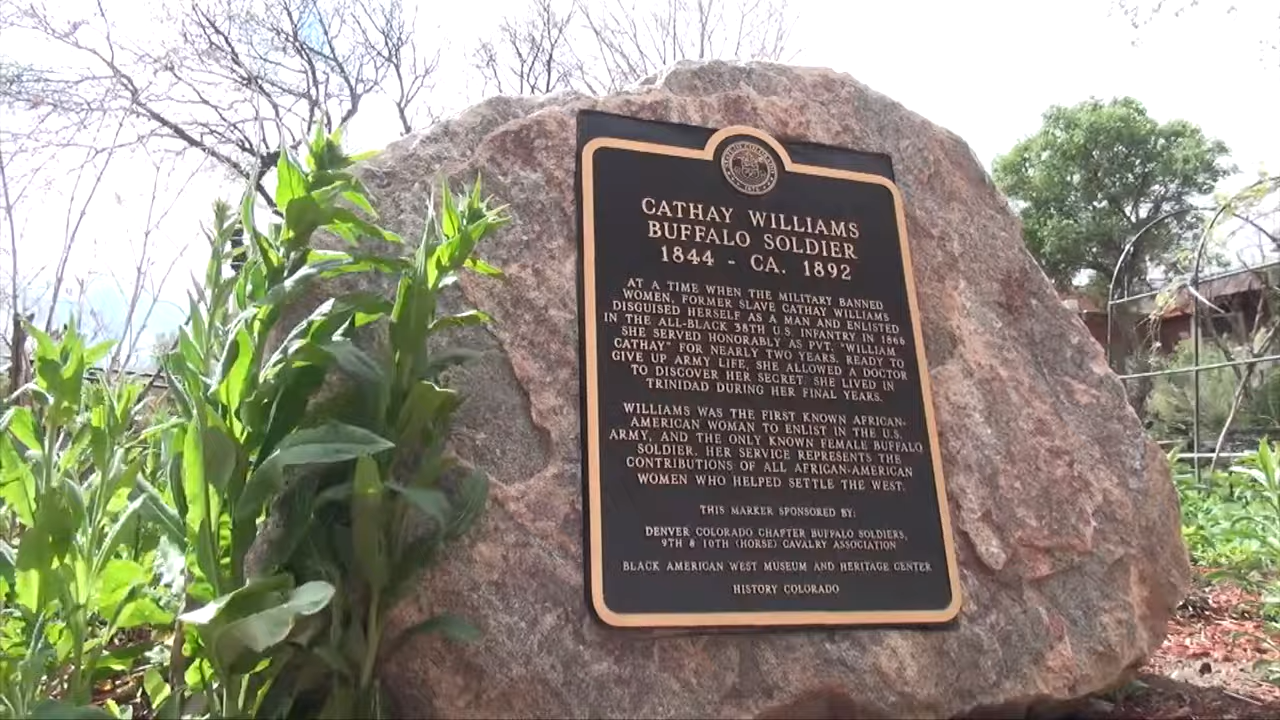 STATE OF COLORADO
1876
CATHAY WILLIAMS
BUFFALO SOLDIER
1844 - CA. 1892
AT A TIME WHEN THE MILITARY BANNED
WOMEN, FORMER SLAVE CATHAY WILLIAMS
DISGUISED HERSELF AS A MAN AND ENLISTED
IN THE ALL-BLACK 38TH U.S. INFANTRY IN 1866
SHE SERVED HONORABLY AS PVT. "WILLIAM
CATHAY" FOR NEARLY TWO YEARS. READY TO
GIVE UP ARMY LIFE, SHE ALLOWED A DOCTOR
TO DISCOVER HER SECRET. SHE LIVED IN
TRINIDAD DURING HER FINAL YEARS.
WILLIAMS WAS THE FIRST KNOWN AFRICAN-
AMERICAN WOMAN TO ENLIST IN THE U.S.
ARMY, AND THE ONLY KNOWN FEMALE BUFFALO
SOLDIER. HER SERVICE REPRESENTS THE
CONTRIBUTIONS OF ALL AFRICAN-AMERICAN
WOMEN WHO HELPED SETTLE THE WEST.
THIS MARKER SPONSORED BY:
DENVER COLORADO CHAPTER BUFFALO SOLDIERS,
9TH & 10TH (HORSE) CAVALRY ASSOCIATION
BLACK AMERICAN WEST MUSEUM AND HERITAGE CENTER
HISTORY COLORADO